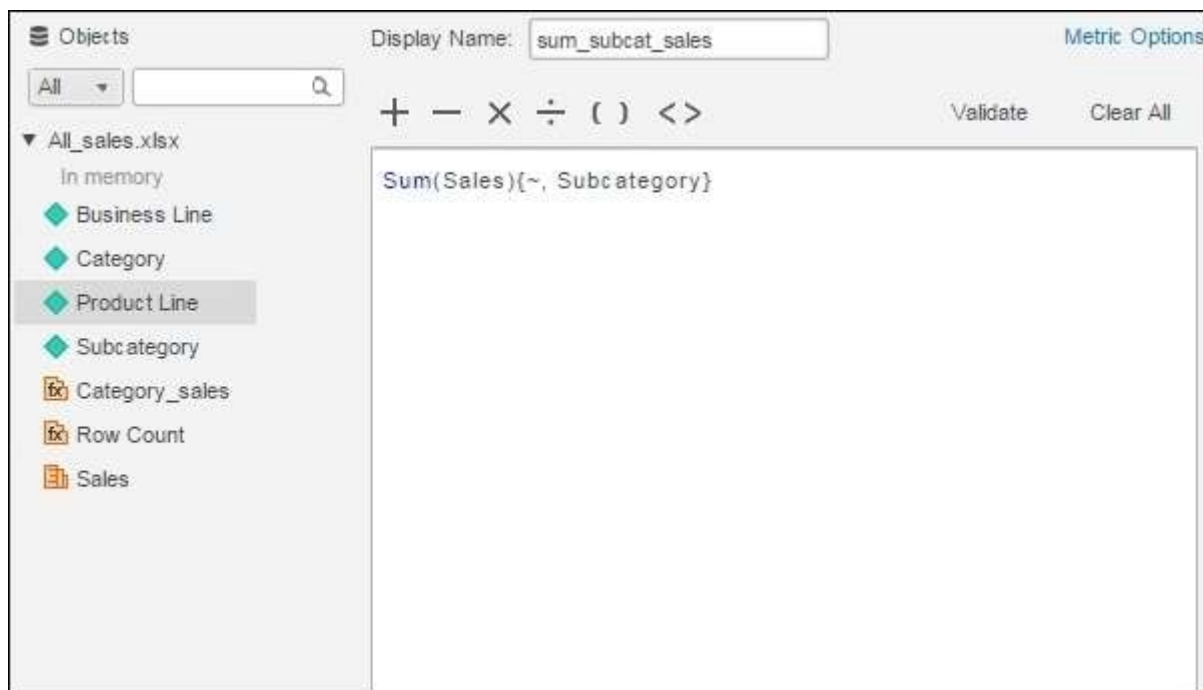 Objects
All
All_sales.xlsx
In memory
Business Line
Category
Product Line
Subcategory
Category_sales
Row Count
Sales
Display Name: sum_subcat_sales
Metric Options
+ − × ÷ ( ) < >
Validate Clear All
Sum(Sales){~, Subcategory}